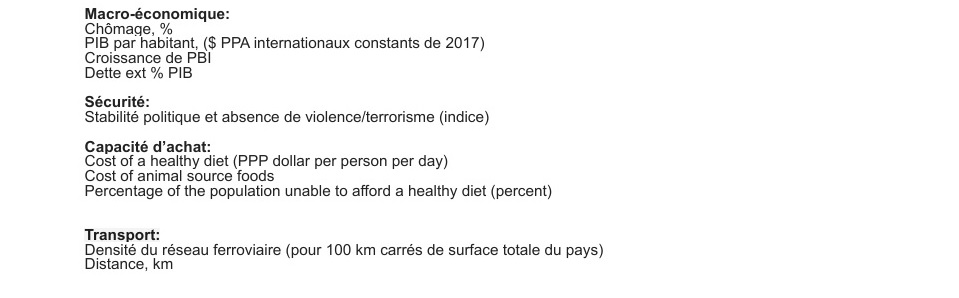 Macro-économique:
Chômage, %
PIB par habitant, ($ PPA internationaux constants de 2017)
Croissance de PBI
Dette ext % PIB
Sécurité:
Stabilité politique et absence de violence/terrorisme (indice)
Capacité d’achat:
Cost of a healthy diet (PPP dollar per person per day)
Cost of animal source foods
Percentage of the population unable to afford a healthy diet (percent)
Transport:
Densité du réseau ferroviaire (pour 100 km carrés de surface totale du pays)
Distance, km